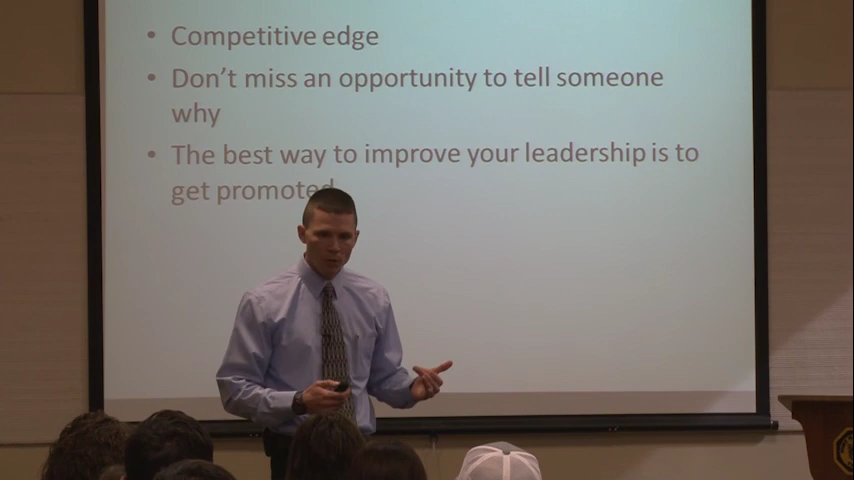 • Competitive edge
• Don't miss an opportunity to tell someone
why
• The best way to improve your leadership is to
get promoted